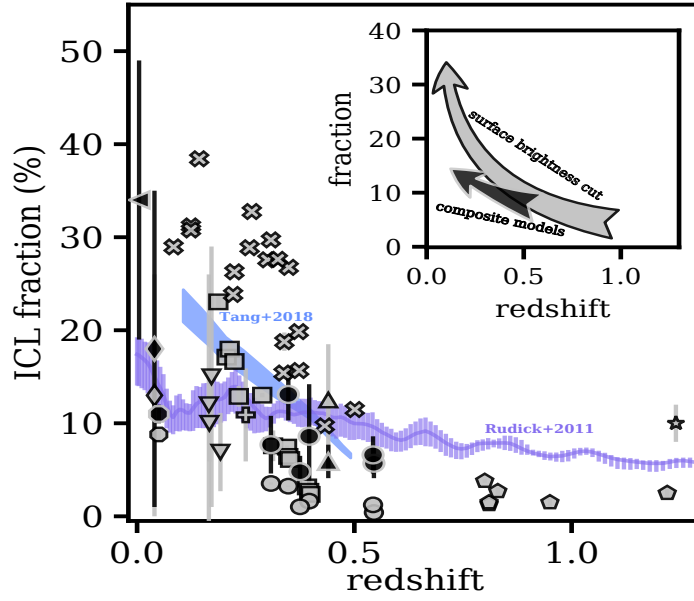 50
40
30
20
10
0
ICL fraction (%)
0.0
0.5
1.0
redshift
Tang+2018
Rudick+2011
40
30
20
10
0
fraction
surface brightness cut
composite models
0.0
0.5
1.0
redshift